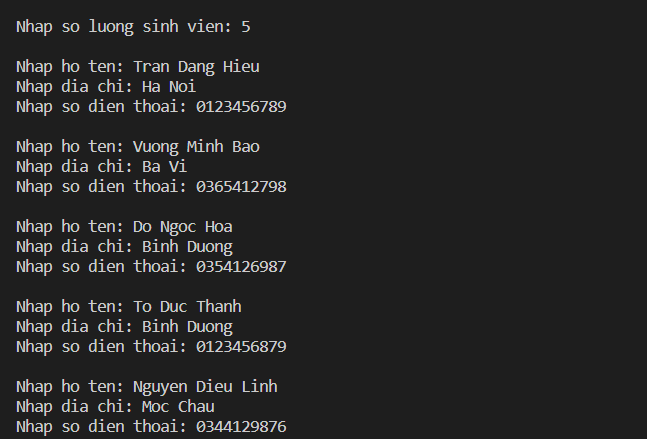 Nhap so luong sinh vien: 5
Nhap ho ten: Tran Dang Hieu
Nhap dia chi: Ha Noi
Nhap so dien thoai: 0123456789
Nhap ho ten: Vuong Minh Bao
Nhap dia chi: Ba Vi
Nhap so dien thoai: 0365412798
Nhap ho ten: Do Ngoc Hoa
Nhap dia chi: Binh Duong
Nhap so dien thoai: 0354126987
Nhap ho ten: To Duc Thanh
Nhap dia chi: Binh Duong
Nhap so dien thoai: 0123456879
Nhap ho ten: Nguyen Dieu Linh
Nhap dia chi: Moc Chau
Nhap so dien thoai: 0344129876